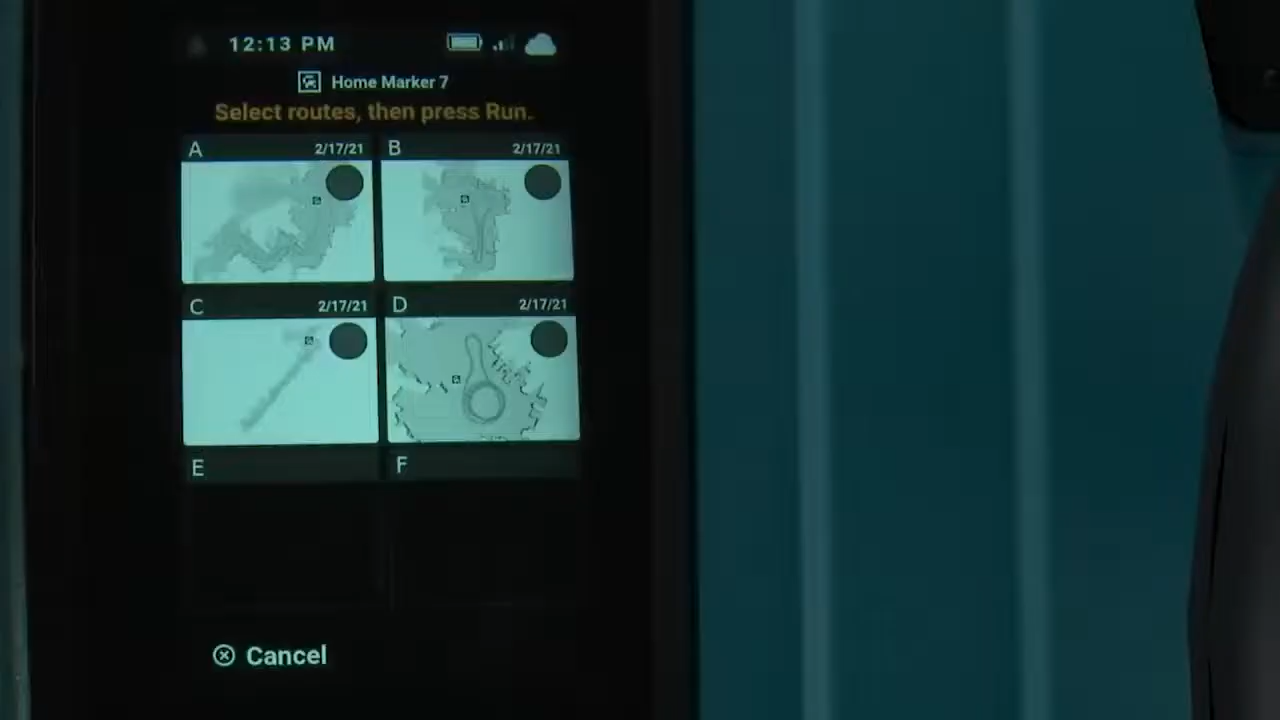 12:13 PM
Home Marker 7
Select routes, then press Run.
A 2/17/21 B 2/17/21
C 2/17/21 D 2/17/21
E F
Cancel